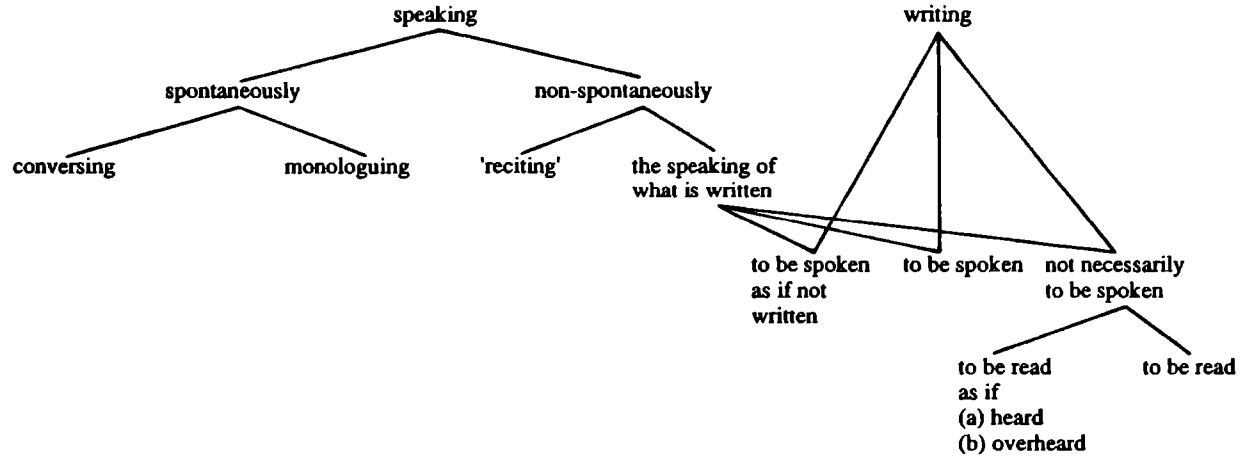 speaking
writing
spontaneously
non-spontaneously
conversing
monologuing
'reciting'
the speaking of
what is written
to be spoken
as if not
written
to be spoken
not necessarily
to be spoken
to be read
as if
(a) heard
(b) overheard
to be read